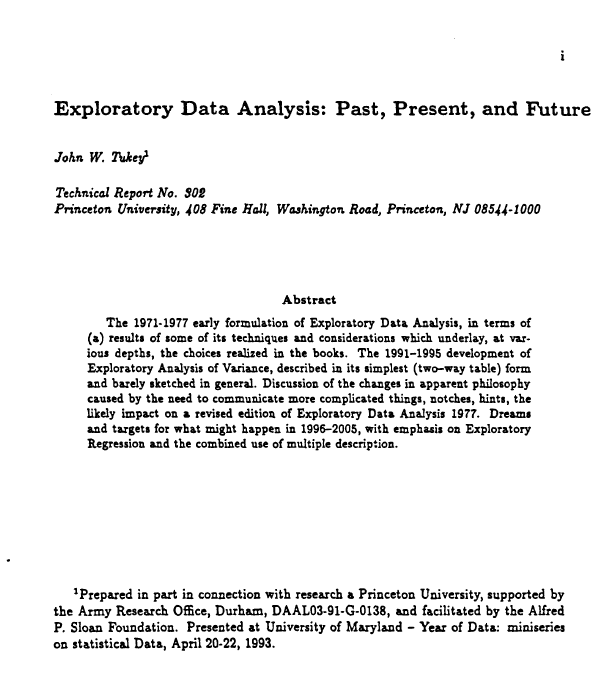 i
Exploratory Data Analysis: Past, Present, and Future
John W. Tukey¹
Technical Report No. 302
Princeton University, 408 Fine Hall, Washington Road, Princeton, NJ 08544-1000
Abstract
The 1971-1977 early formulation of Exploratory Data Analysis, in terms of
(a) results of some of its techniques and considerations which underlay, at var-
ious depths, the choices realized in the books. The 1991–1995 development of
Exploratory Analysis of Variance, described in its simplest (two–way table) form
and barely sketched in general. Discussion of the changes in apparent philosophy
caused by the need to communicate more complicated things, notches, hints, the
likely impact on a revised edition of Exploratory Data Analysis 1977. Dreams
and targets for what might happen in 1996–2005, with emphasis on Exploratory
Regression and the combined use of multiple description.
¹Prepared in part in connection with research a Princeton University, supported by
the Army Research Office, Durham, DAAL03-91-G-0138, and facilitated by the Alfred
P. Sloan Foundation. Presented at University of Maryland – Year of Data: miniseries
on statistical Data, April 20-22, 1993.